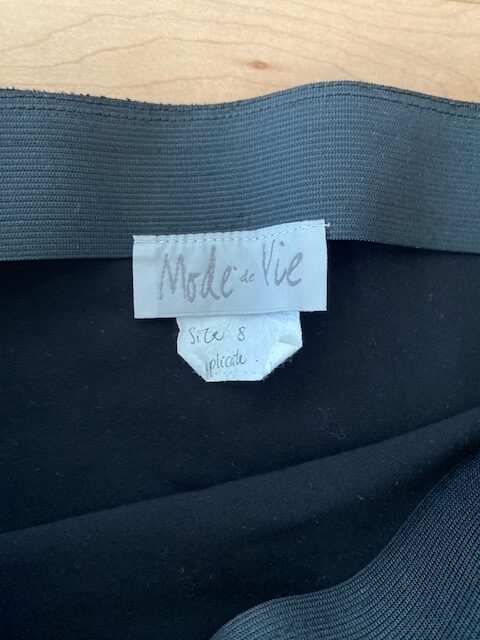 Mode de Vie
Size 8
plicate